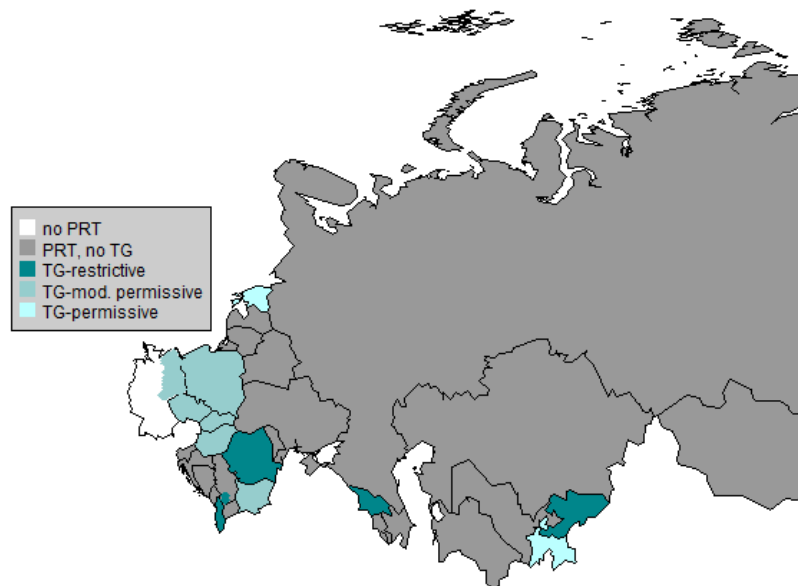 no PRT
PRT, no TG
TG-restrictive
TG-mod. permissive
TG-permissive